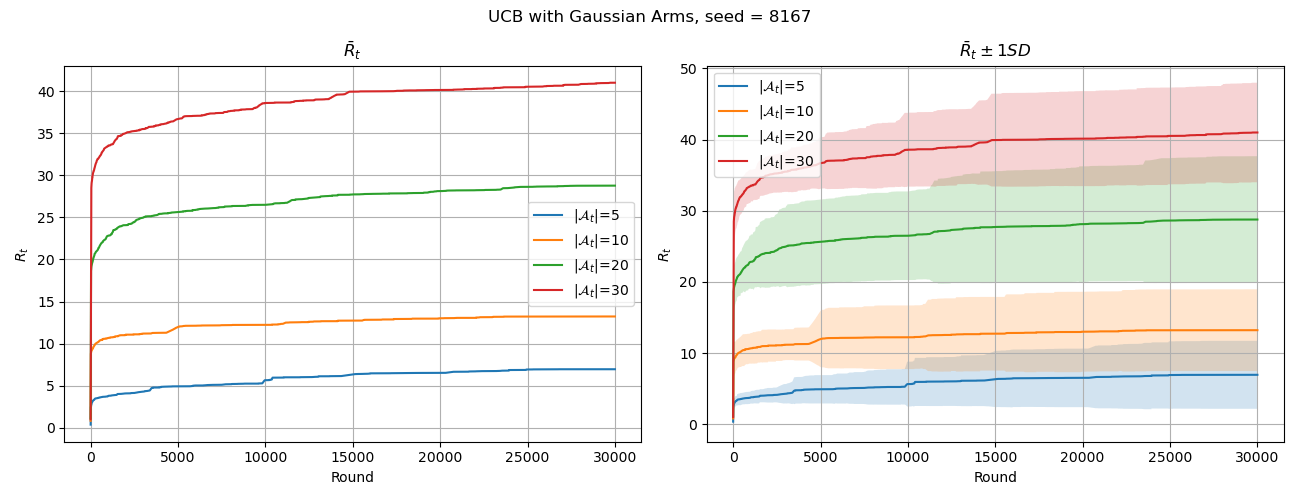 UCB with Gaussian Arms, seed = 8167
R̄ₜ
Rₜ
40
35
30
25
20
15
10
5
0
|𝒜ₜ|=5
|𝒜ₜ|=10
|𝒜ₜ|=20
|𝒜ₜ|=30
0 5000 10000 15000 20000 25000 30000
Round
R̄ₜ ± 1SD
Rₜ
50
40
30
20
10
0
|𝒜ₜ|=5
|𝒜ₜ|=10
|𝒜ₜ|=20
|𝒜ₜ|=30
0 5000 10000 15000 20000 25000 30000
Round